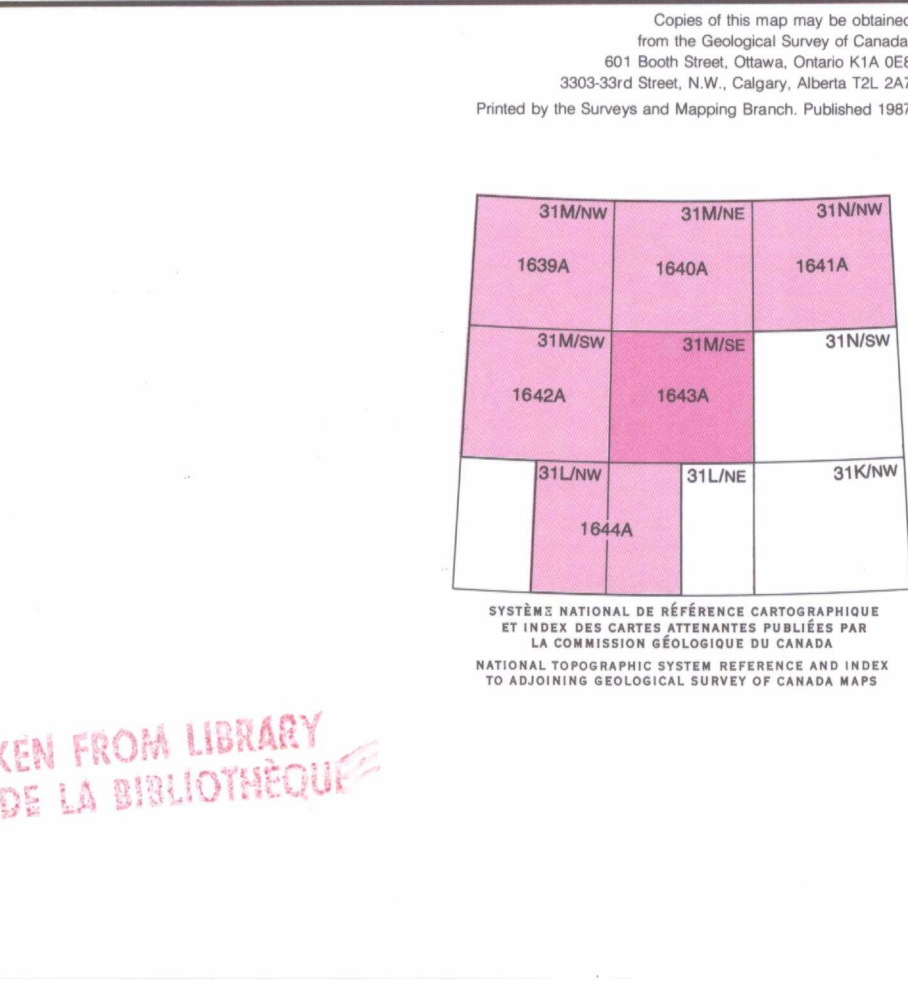 Copies of this map may be obtained
from the Geological Survey of Canada
601 Booth Street, Ottawa, Ontario K1A 0E8
3303-33rd Street, N.W., Calgary, Alberta T2L 2A7
Printed by the Surveys and Mapping Branch. Published 1987
31M/NW 31M/NE 31N/NW
1639A 1640A 1641A
31M/SW 31M/SE 31N/SW
1642A 1643A
31L/NW 31L/NE 31K/NW
1644A
SYSTÈME NATIONAL DE RÉFÉRENCE CARTOGRAPHIQUE
ET INDEX DES CARTES ATTENANTES PUBLIÉES PAR
LA COMMISSION GÉOLOGIQUE DU CANADA
NATIONAL TOPOGRAPHIC SYSTEM REFERENCE AND INDEX
TO ADJOINING GEOLOGICAL SURVEY OF CANADA MAPS
KEN FROM LIBRARY
DE LA BIBLIOTHÈQUE